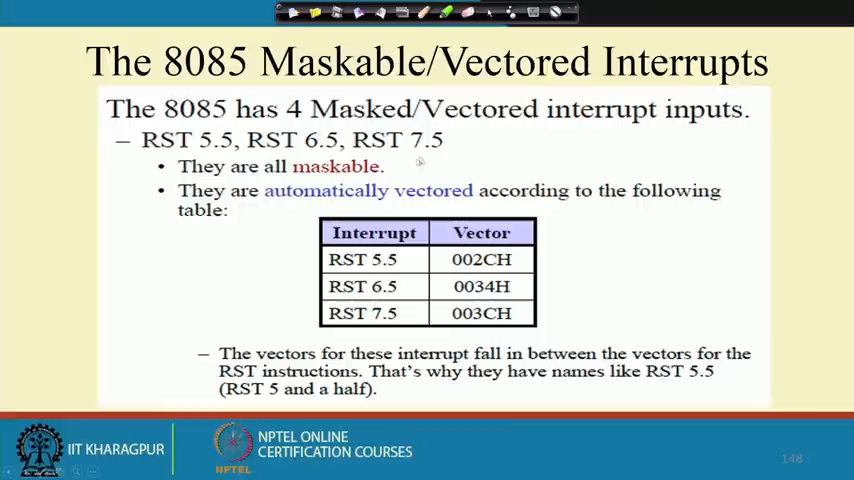 The 8085 Maskable/Vectored Interrupts
The 8085 has 4 Masked/Vectored interrupt inputs.
– RST 5.5, RST 6.5, RST 7.5
• They are all maskable.
• They are automatically vectored according to the following
table:
Interrupt Vector
RST 5.5 002CH
RST 6.5 0034H
RST 7.5 003CH
– The vectors for these interrupt fall in between the vectors for the
RST instructions. That's why they have names like RST 5.5
(RST 5 and a half).
IIT KHARAGPUR
NPTEL
NPTEL ONLINE
CERTIFICATION COURSES
148